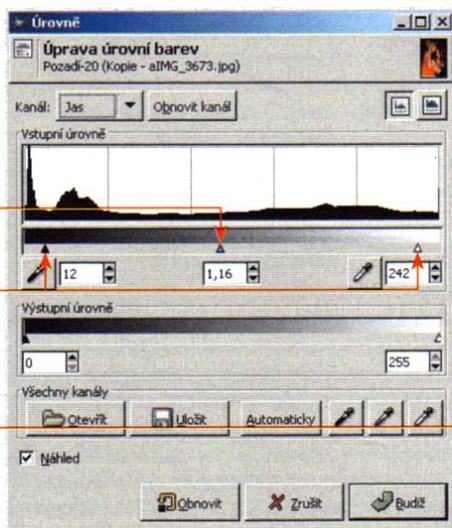 Úrovně
Úprava úrovní barev
Pozadí-20 (Kopie - aIMG_3673.jpg)
Kanál: Jas Obnovit kanál
Vstupní úrovně
12 1,16 242
Výstupní úrovně
0 255
Všechny kanály
Otevřít Uložit Automaticky
Náhled
Obnovit Zrušit Budiž